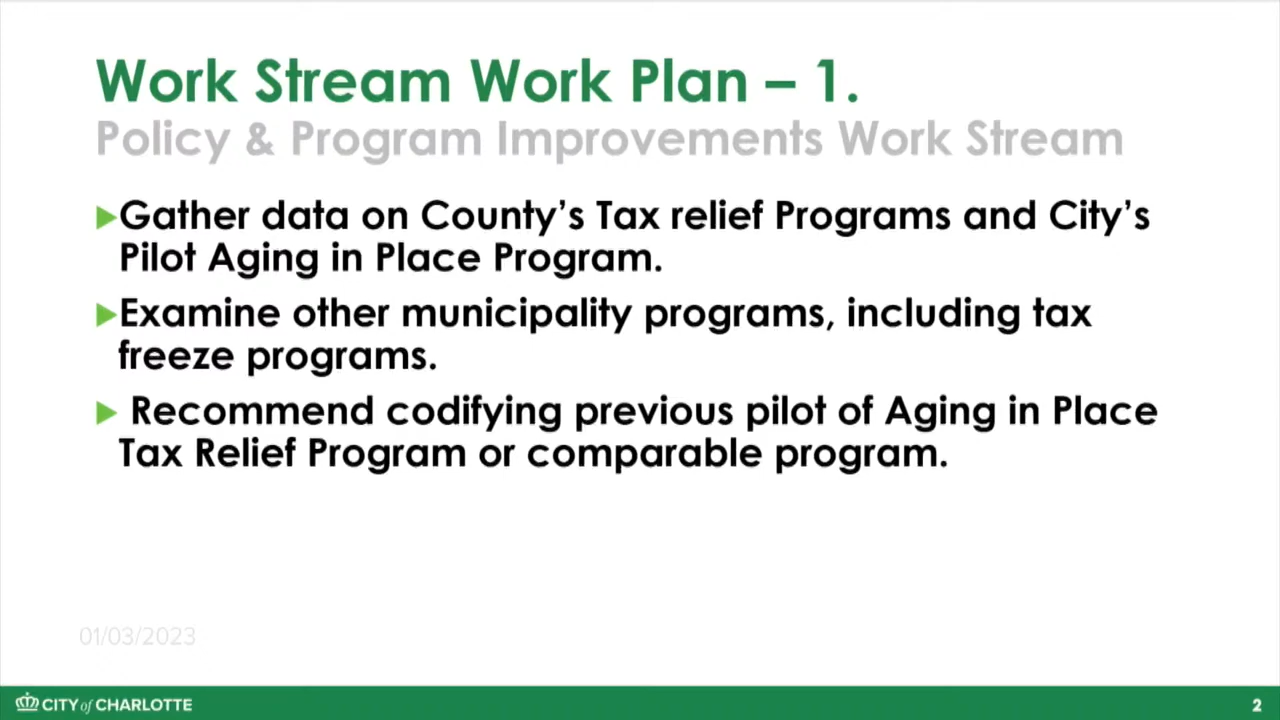 Work Stream Work Plan – 1.
Policy & Program Improvements Work Stream
Gather data on County’s Tax relief Programs and City’s
Pilot Aging in Place Program.
Examine other municipality programs, including tax
freeze programs.
Recommend codifying previous pilot of Aging in Place
Tax Relief Program or comparable program.
01/03/2023
CITY of CHARLOTTE
2